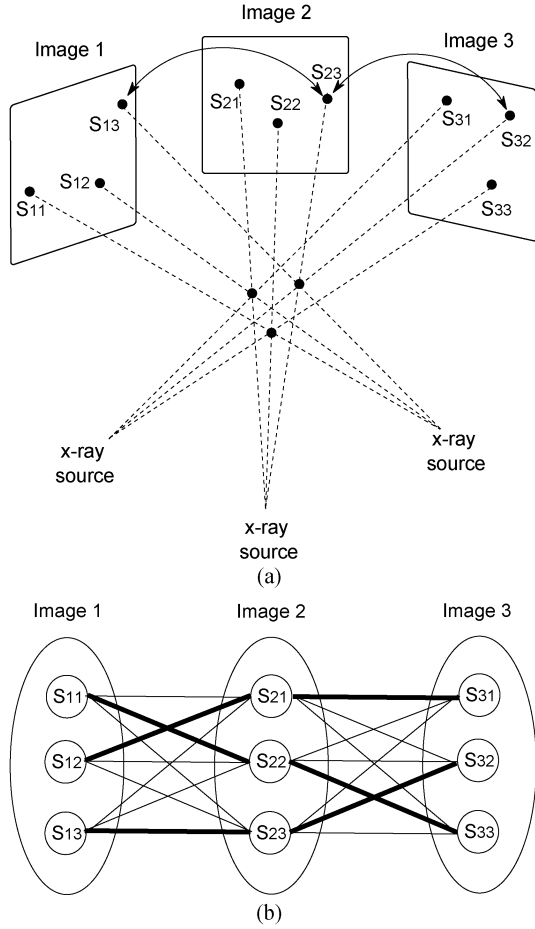 Image 2
Image 1
Image 3
S23
S21
S22
S31
S13
S32
S12
S11
S33
x-ray
source
x-ray
source
x-ray
source
(a)
Image 1 Image 2 Image 3
S11 S21 S31
S12 S22 S32
S13 S23 S33
(b)